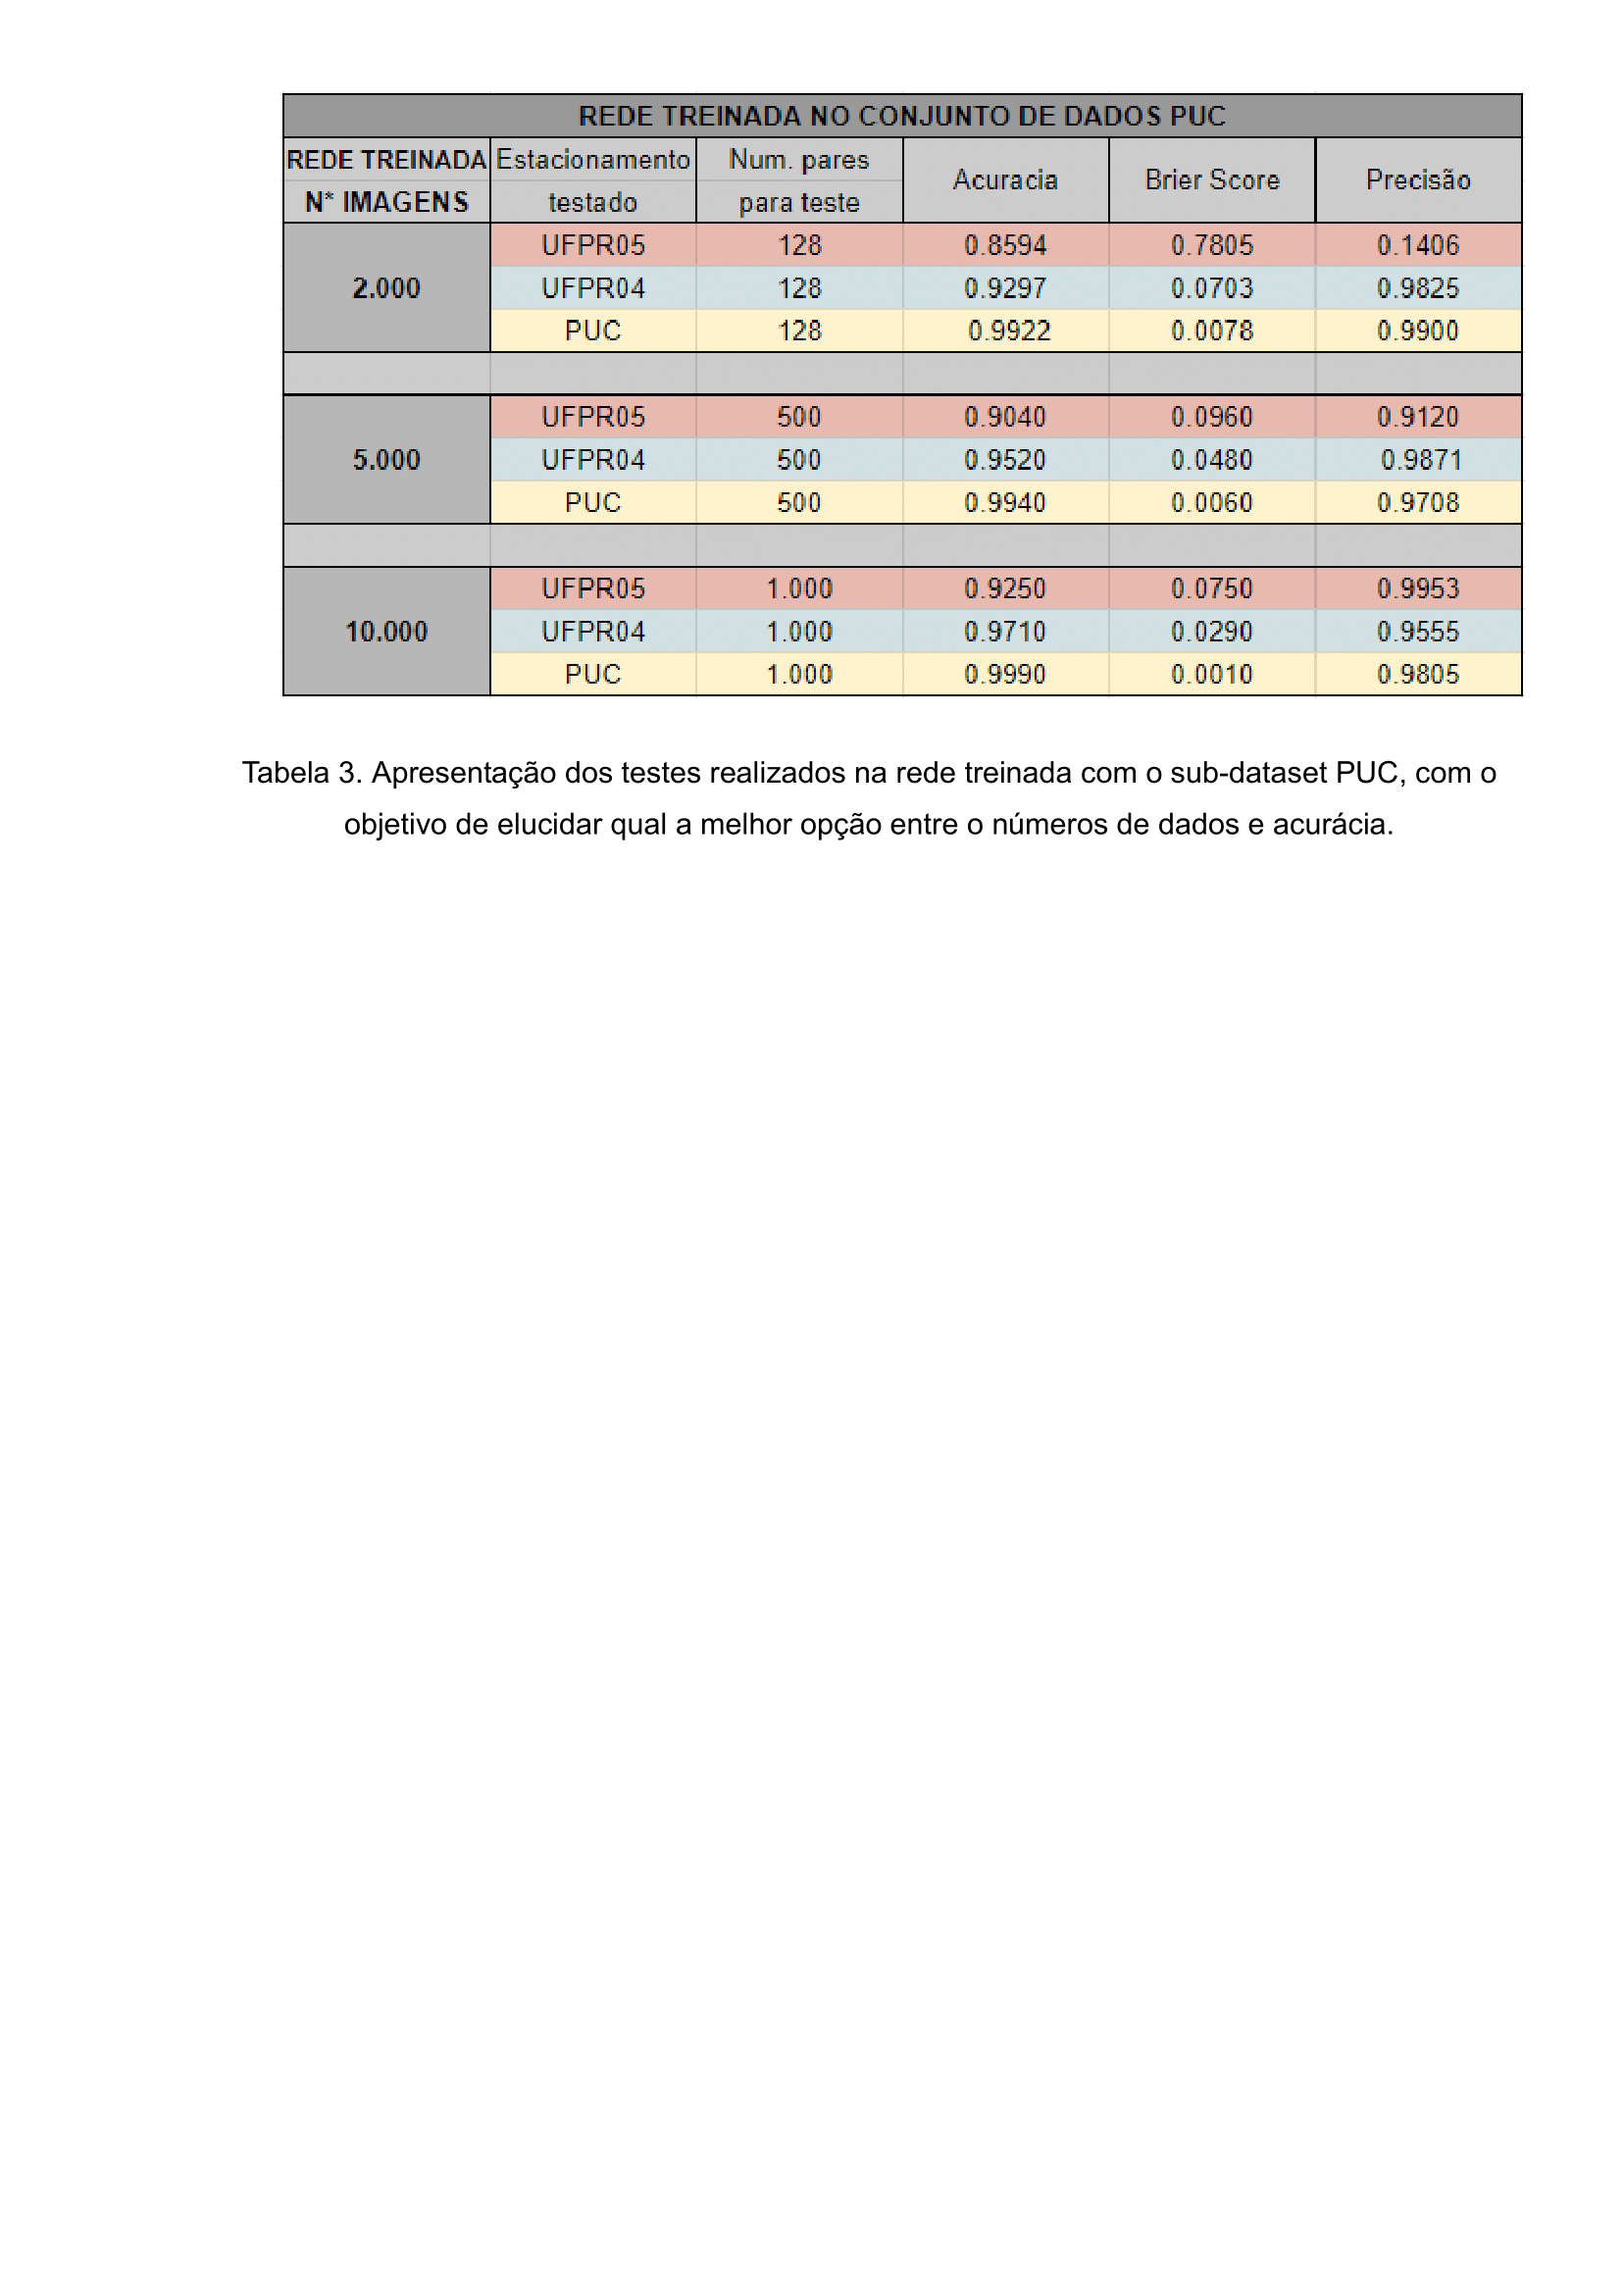 REDE TREINADA NO CONJUNTO DE DADOS PUC
REDE TREINADA Estacionamento Num. pares Acuracia Brier Score Precisão
N* IMAGENS testado para teste
2.000 UFPR05 128 0.8594 0.7805 0.1406
UFPR04 128 0.9297 0.0703 0.9825
PUC 128 0.9922 0.0078 0.9900
5.000 UFPR05 500 0.9040 0.0960 0.9120
UFPR04 500 0.9520 0.0480 0.9871
PUC 500 0.9940 0.0060 0.9708
10.000 UFPR05 1.000 0.9250 0.0750 0.9953
UFPR04 1.000 0.9710 0.0290 0.9555
PUC 1.000 0.9990 0.0010 0.9805
Tabela 3. Apresentação dos testes realizados na rede treinada com o sub-dataset PUC, com o
objetivo de elucidar qual a melhor opção entre o números de dados e acurácia.